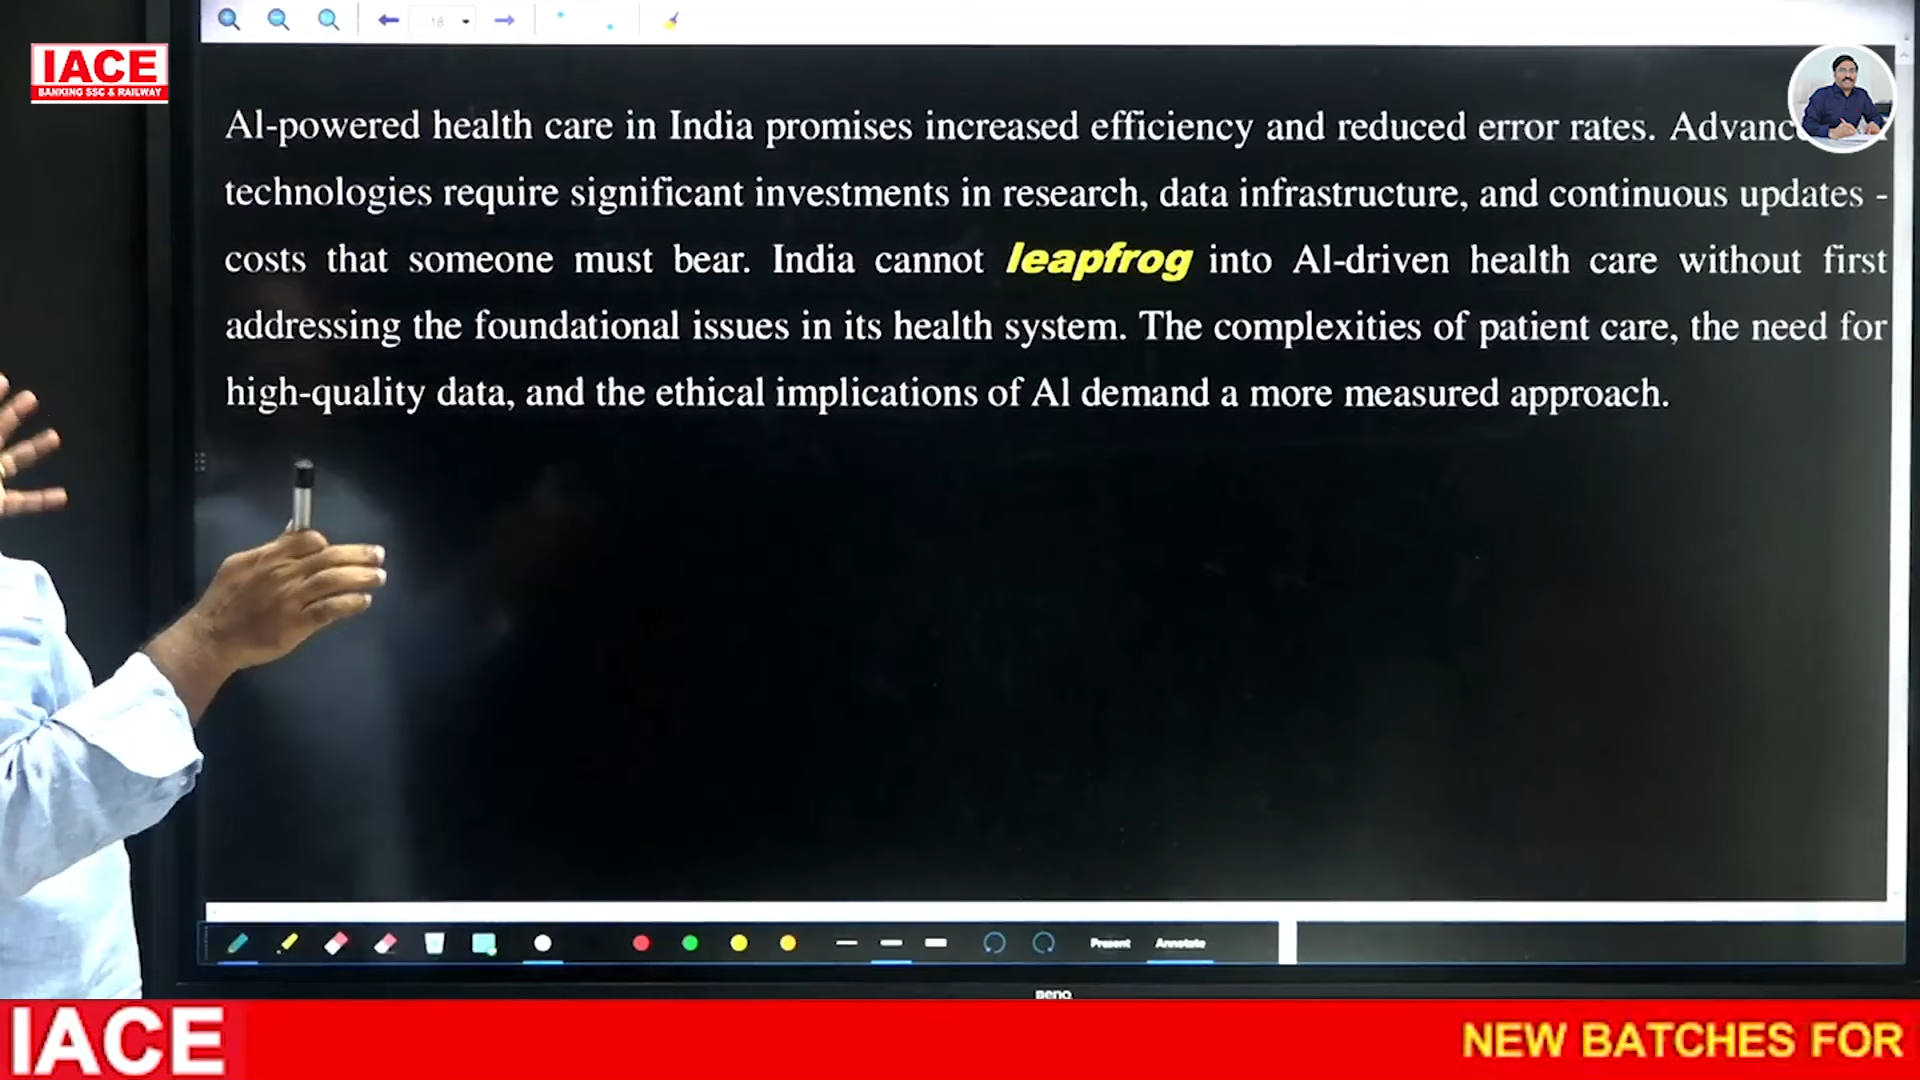 18
IACE
BANKING SSC & RAILWAY
AI-powered health care in India promises increased efficiency and reduced error rates.
technologies require significant investments in research, data infrastructure, and continuous updates -
costs that someone must bear. India cannot leapfrog into AI-driven health care without first
addressing the foundational issues in its health system. The complexities of patient care, the need for
high-quality data, and the ethical implications of AI demand a more measured approach.
Present Annotate
BenQ
IACE NEW BATCHES FOR